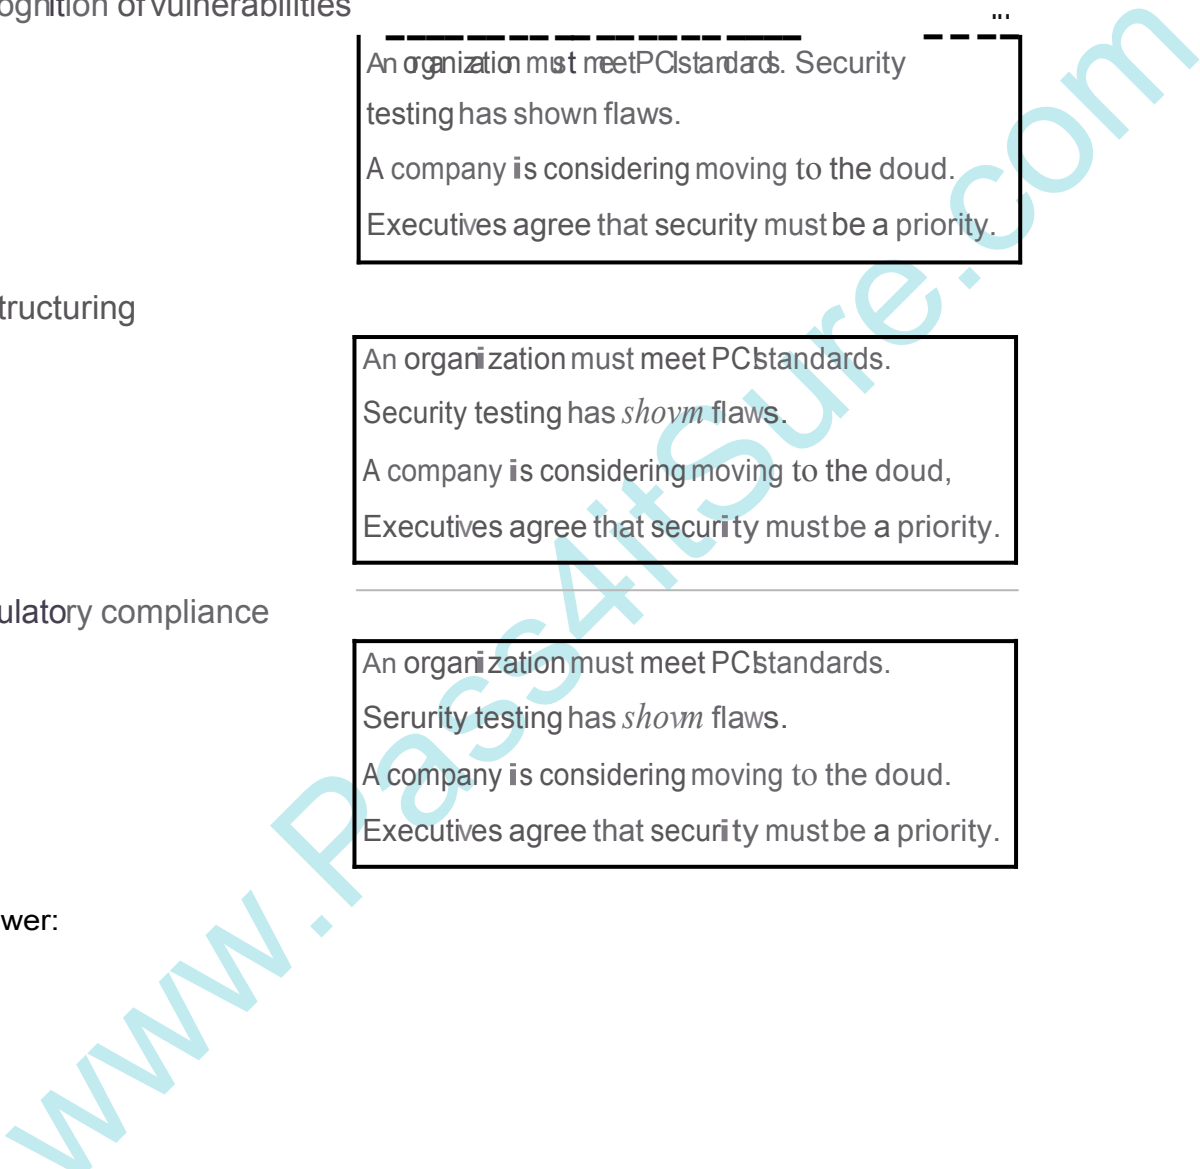 ognition of vulnerabilities
An organization must meet PCI standards. Security
testing has shown flaws.
A company is considering moving to the doud.
Executives agree that security must be a priority.
tructuring
An organization must meet PCI standards.
Security testing has shovm flaws.
A company is considering moving to the doud,
Executives agree that security must be a priority.
ulatory compliance
An organization must meet PCI standards.
Serurity testing has shovm flaws.
A company is considering moving to the doud.
Executives agree that security must be a priority.
wer:
www.Pass4itSure.com